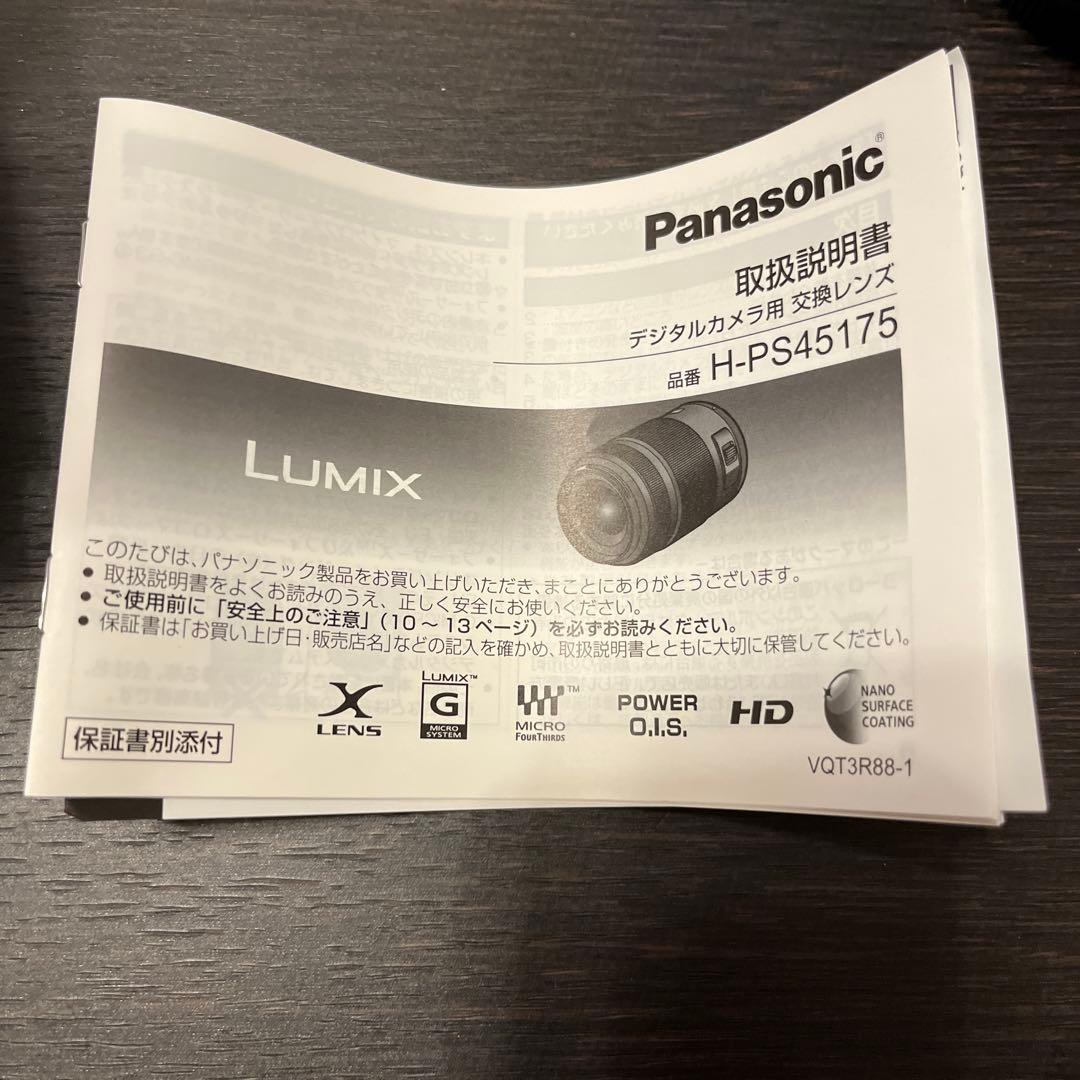 Panasonic®
取扱説明書
デジタルカメラ用 交換レンズ
品番 H-PS45175
LUMIX
このたびは、パナソニック製品をお買い上げいただき、まことにありがとうございます。
● 取扱説明書をよくお読みのうえ、正しく安全にお使いください。
● ご使用前に「安全上のご注意」(10～13ページ)を必ずお読みください。
● 保証書は「お買い上げ日・販売店名」などの記入を確かめ、取扱説明書とともに大切に保管してください。
X LENS
LUMIX™ G MICRO SYSTEM
MICRO FOURTHIRDS™
POWER O.I.S.
HD
NANO SURFACE COATING
保証書別添付
VQT3R88-1